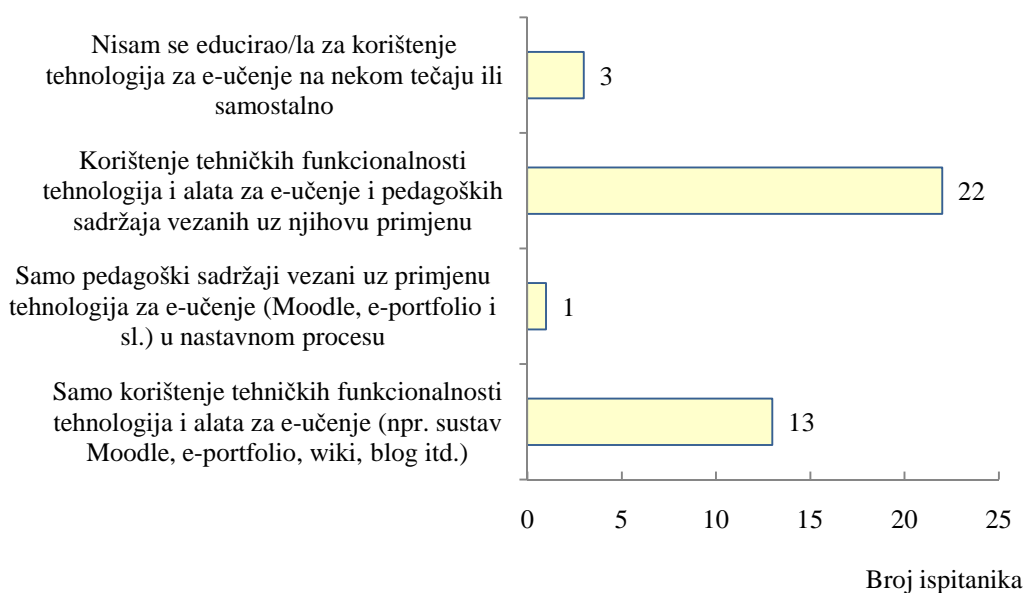 Nisam se educirao/la za korištenje
tehnologija za e-učenje na nekom tečaju ili
samostalno
3
Korištenje tehničkih funkcionalnosti
tehnologija i alata za e-učenje i pedagoških
sadržaja vezanih uz njihovu primjenu
22
Samo pedagoški sadržaji vezani uz primjenu
tehnologija za e-učenje (Moodle, e-portfolio i
sl.) u nastavnom procesu
1
Samo korištenje tehničkih funkcionalnosti
tehnologija i alata za e-učenje (npr. sustav
Moodle, e-portfolio, wiki, blog itd.)
13
0 5 10 15 20 25
Broj ispitanika